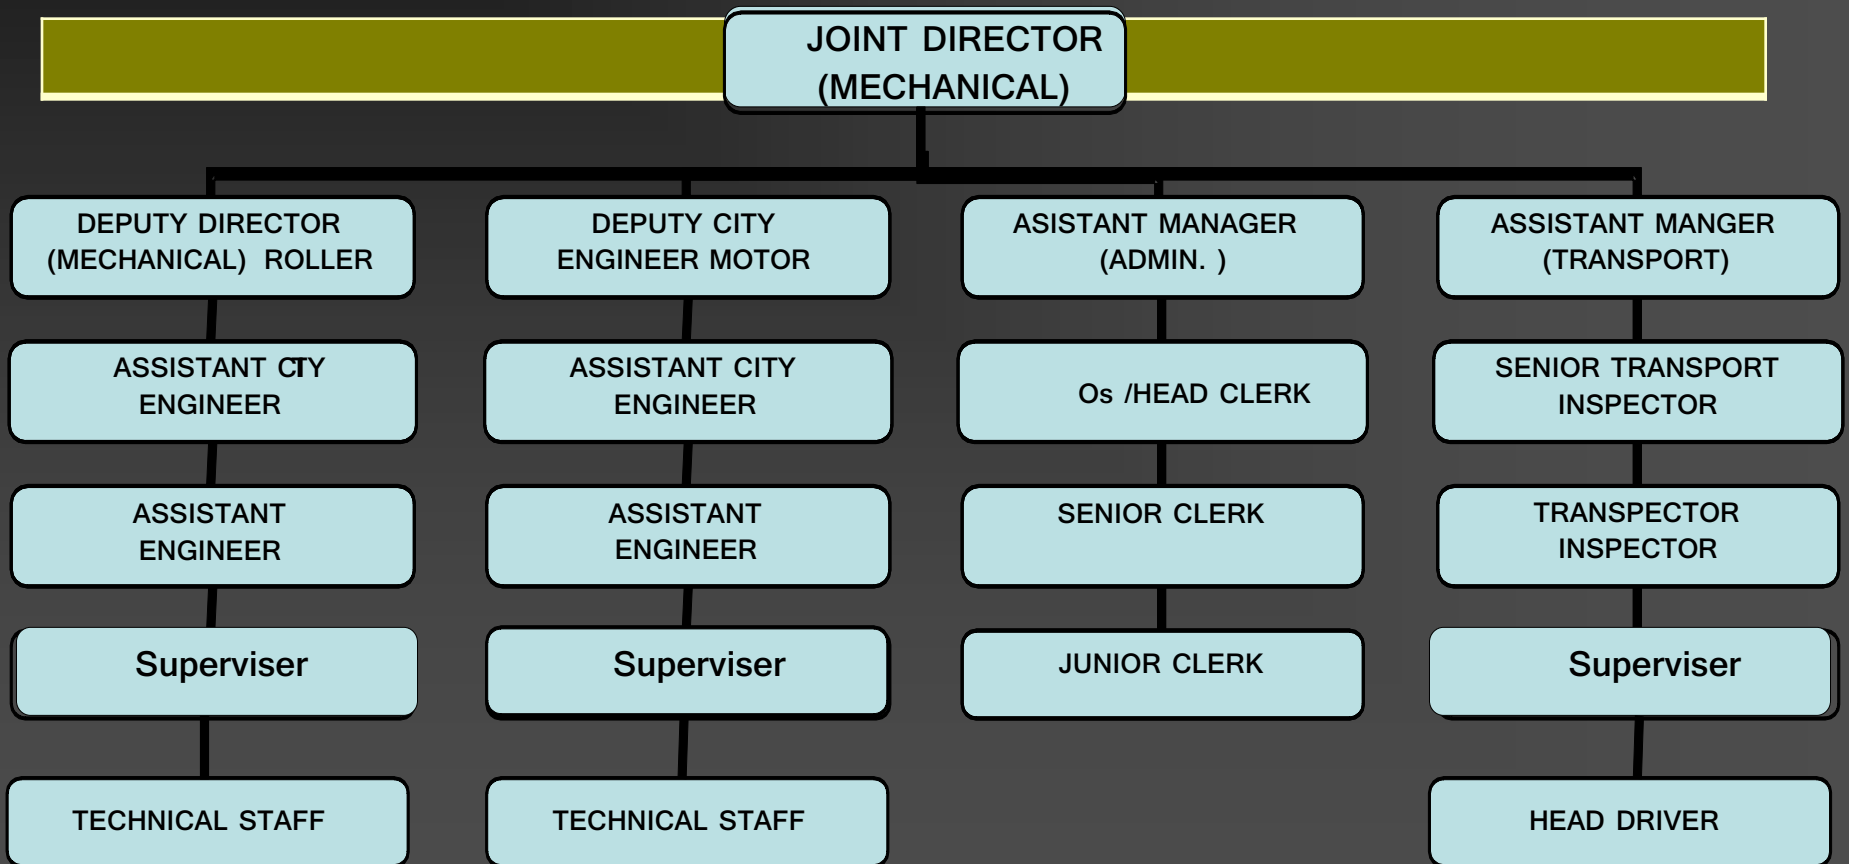 JOINT DIRECTOR
(MECHANICAL)
DEPUTY DIRECTOR
(MECHANICAL) ROLLER
DEPUTY CITY
ENGINEER MOTOR
ASISTANT MANAGER
(ADMIN. )
ASSISTANT MANGER
(TRANSPORT)
ASSISTANT CITY
ENGINEER
ASSISTANT CITY
ENGINEER
Os /HEAD CLERK
SENIOR TRANSPORT
INSPECTOR
ASSISTANT
ENGINEER
ASSISTANT
ENGINEER
SENIOR CLERK
TRANSPECTOR
INSPECTOR
Superviser
Superviser
JUNIOR CLERK
Superviser
TECHNICAL STAFF
TECHNICAL STAFF
HEAD DRIVER